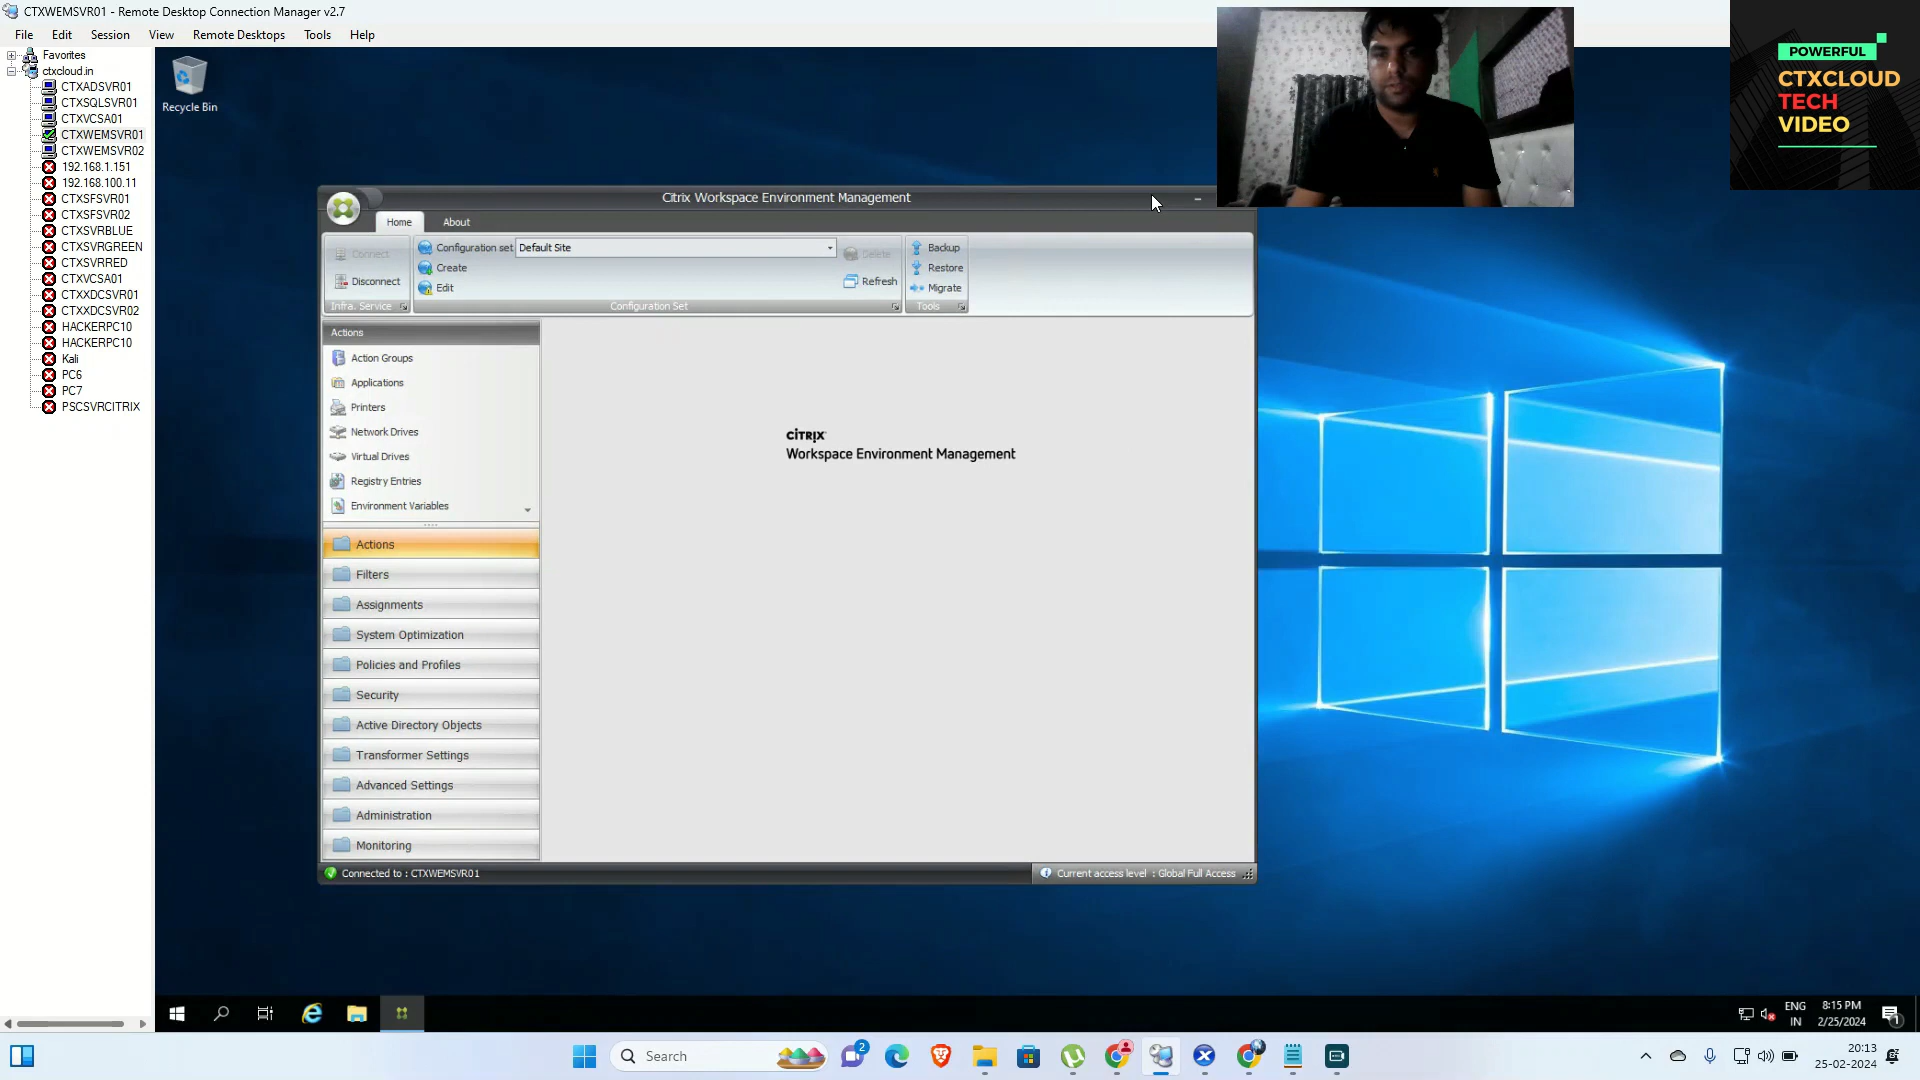 CTXWEMSVR01 - Remote Desktop Connection Manager v2.7
File Edit Session View Remote Desktops Tools Help
Favorites
ctxcloud.in
CTXADSVR01
CTXSQLSVR01
CTXVCSA01
CTXWEMSVR01
CTXWEMSVR02
192.168.1.151
192.168.100.11
CTXSFSVR01
CTXSFSVR02
CTXSVRBLUE
CTXSVRGREEN
CTXSVRRED
CTXVCSA01
CTXXDCSVR01
CTXXDCSVR02
HACKERPC10
HACKERPC10
Kali
PC6
PC7
PSCSVRCITRIX
Recycle Bin
POWERFUL
CTXCLOUD
TECH
VIDEO
Citrix Workspace Environment Management
Home About
Connect
Disconnect
Infra. Service
Configuration set Default Site
Create
Edit
Delete
Refresh
Configuration Set
Backup
Restore
Migrate
Tools
Actions
Action Groups
Applications
Printers
Network Drives
Virtual Drives
Registry Entries
Environment Variables
Actions
Filters
Assignments
System Optimization
Policies and Profiles
Security
Active Directory Objects
Transformer Settings
Advanced Settings
Administration
Monitoring
CITRIX
Workspace Environment Management
Connected to : CTXWEMSVR01
Current access level : Global Full Access
ENG
IN
8:15 PM
2/25/2024
1
Search
2
20:13
25-02-2024